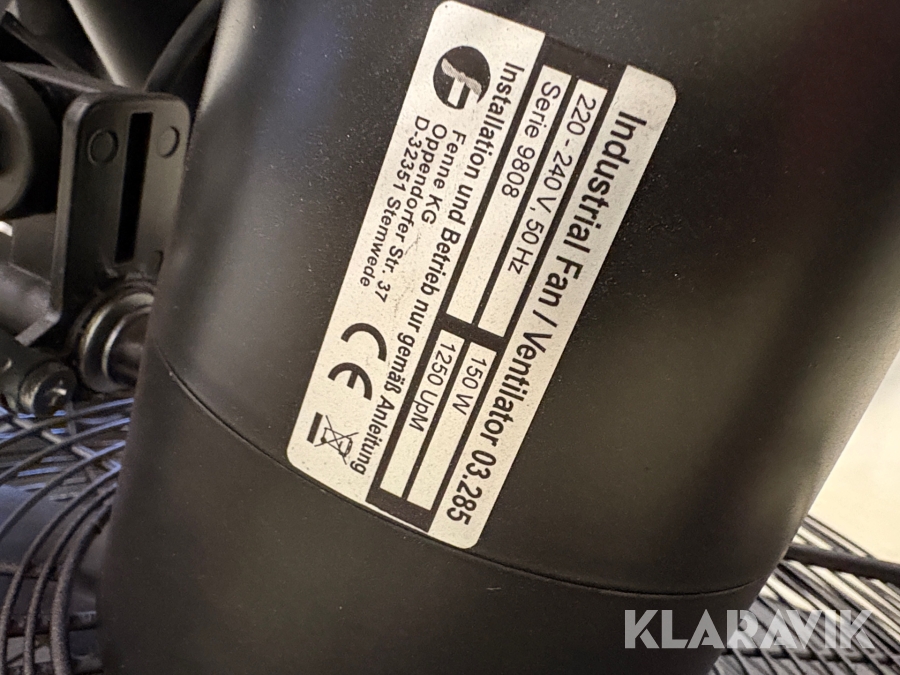 Industrial Fan / Ventilator 03.285
220 - 240 V, 50 Hz
150 W
Serie 9808
1250 UpM
Installation und Betrieb nur gemäß Anleitung
Fenne KG
Oppendorfer Str. 37
D-32351 Stemwede
CE
KLARAVIK